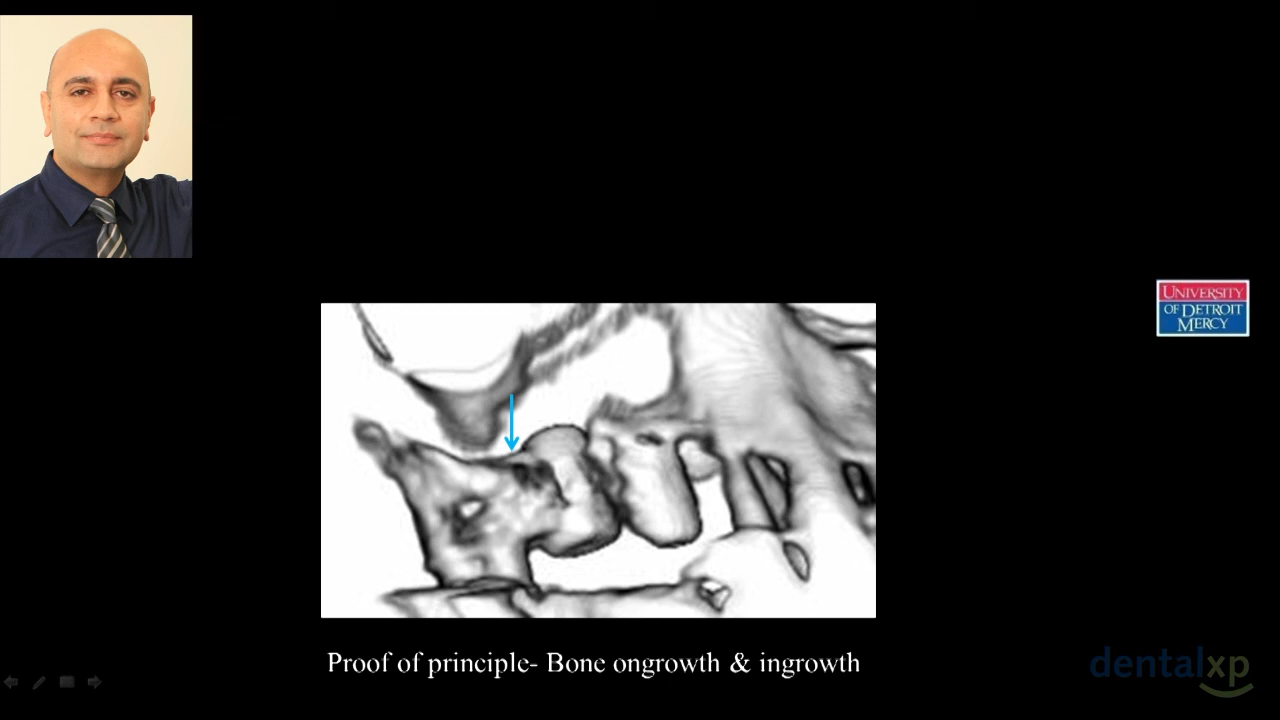 UNIVERSITY
OF DETROIT
MERCY
Proof of principle- Bone ongrowth & ingrowth
dentalxp